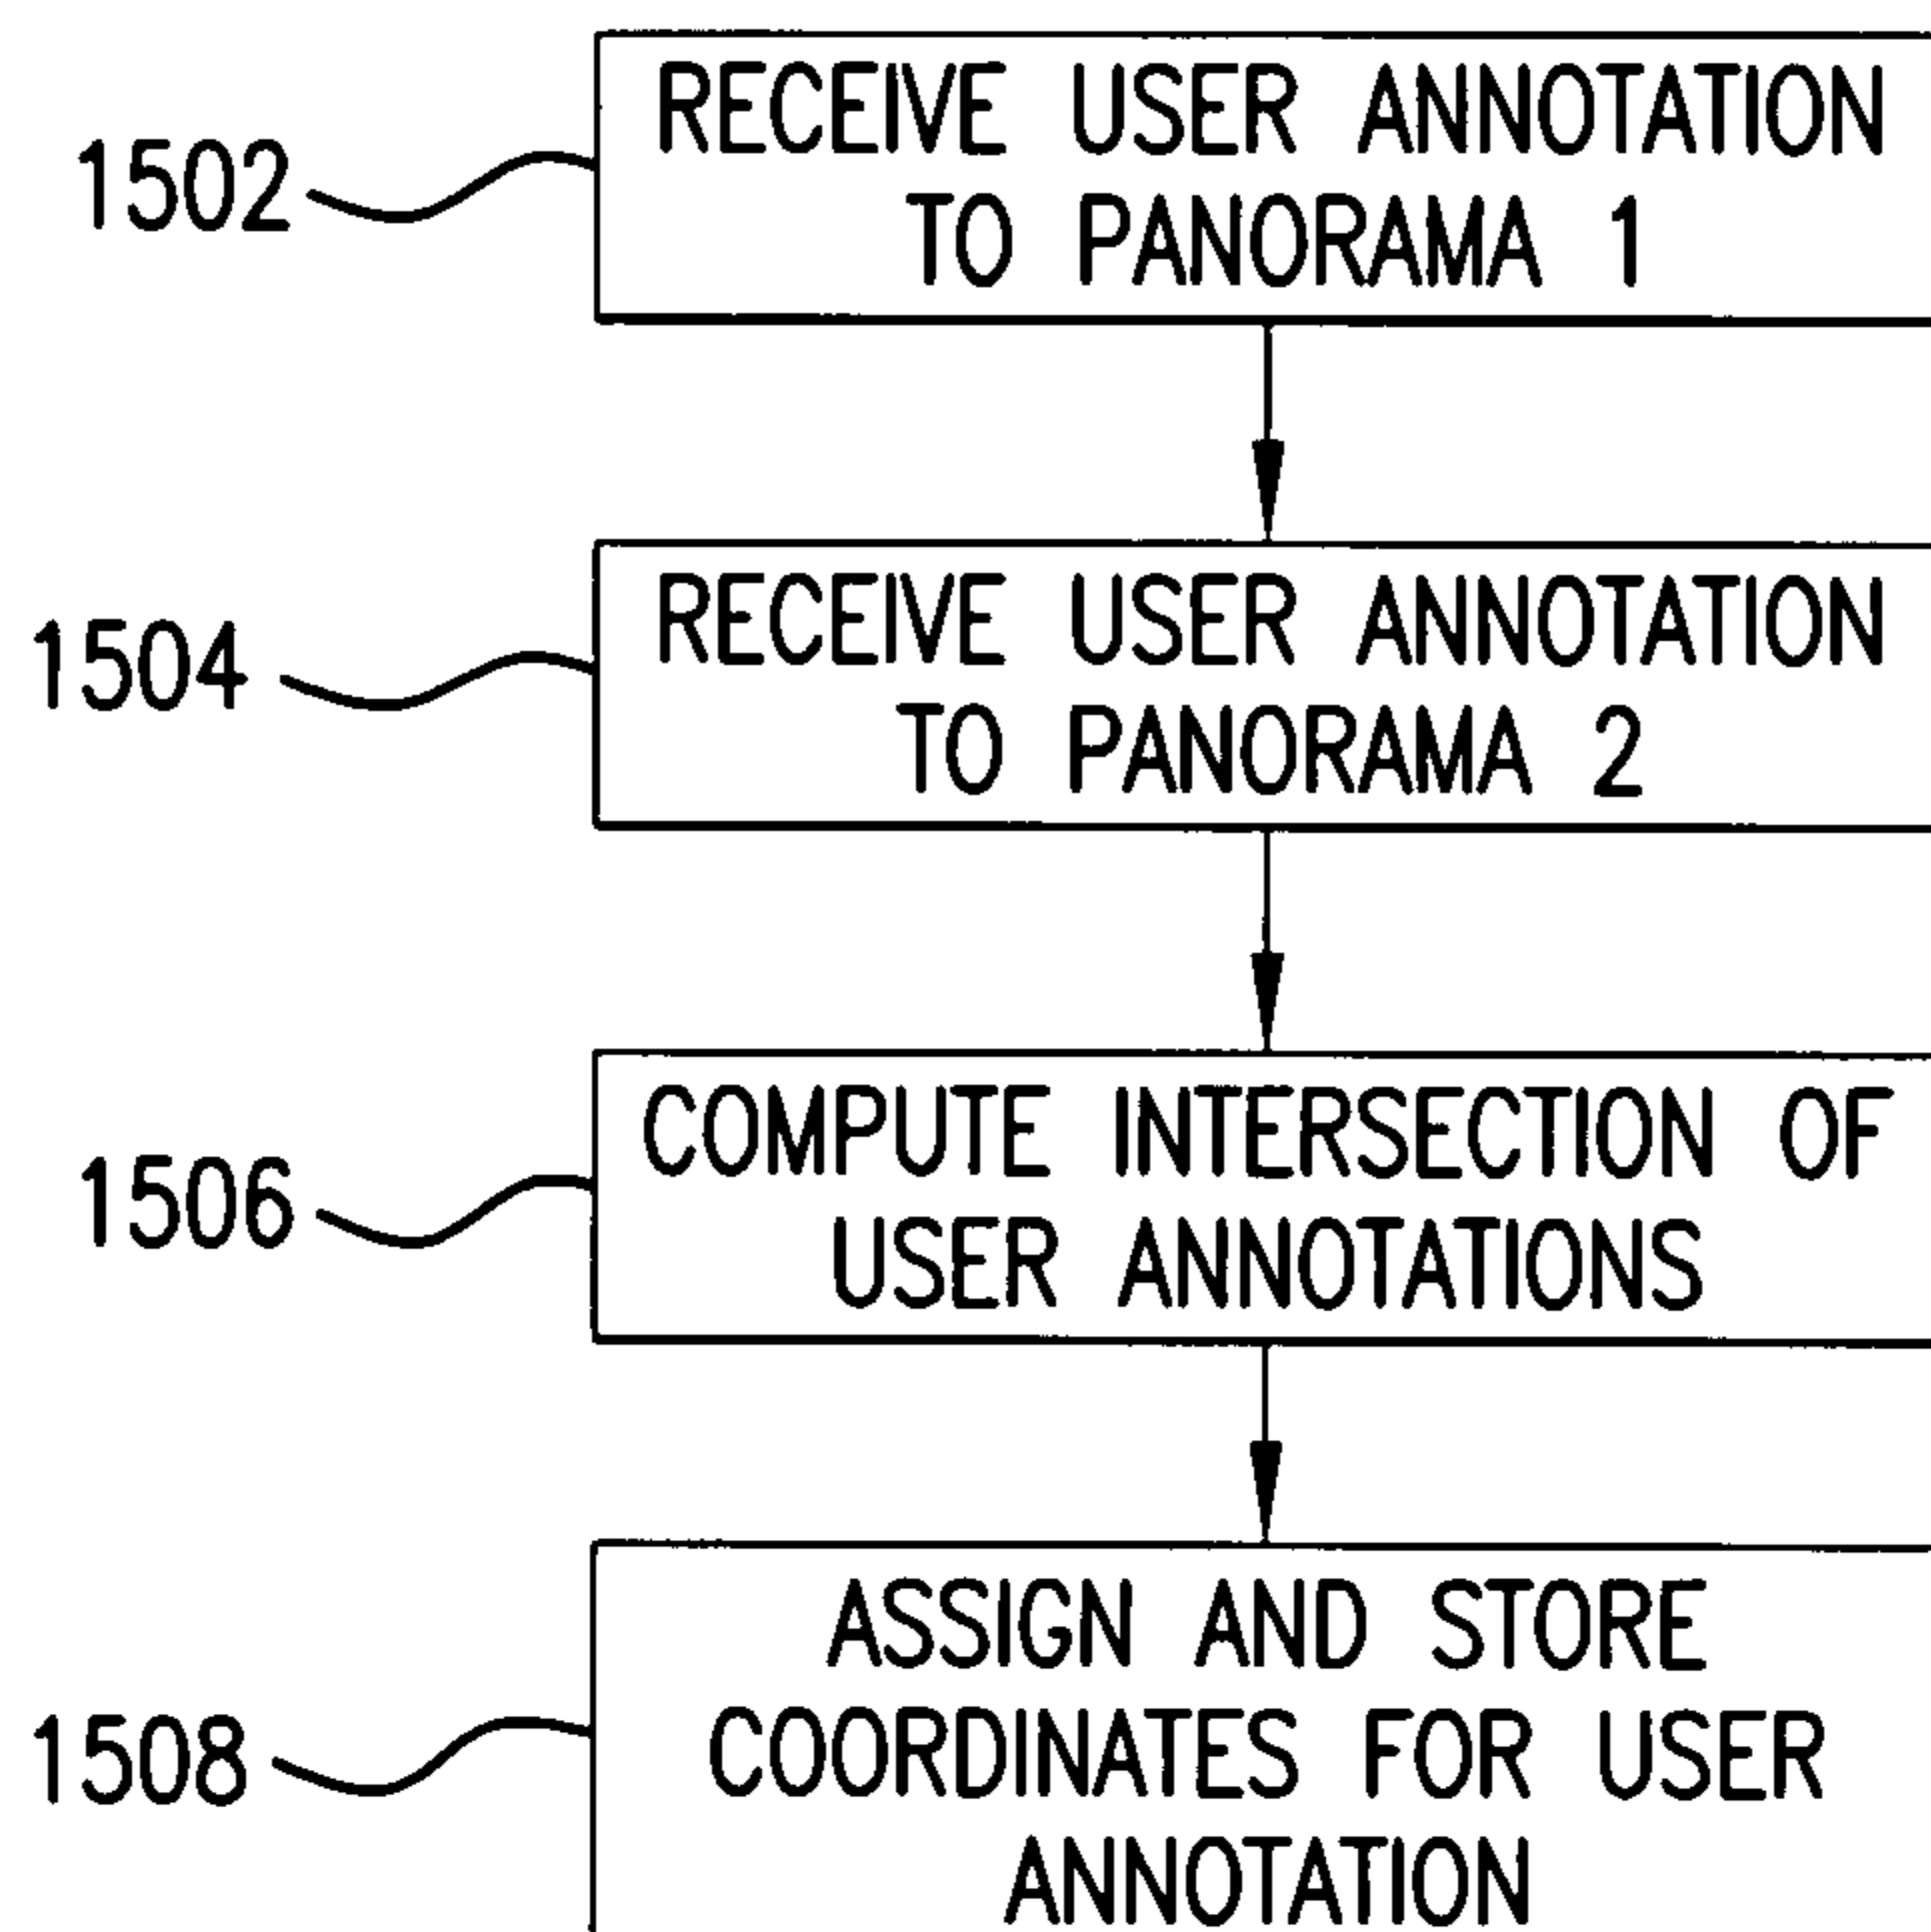 1502
RECEIVE USER ANNOTATION
TO PANORAMA 1
1504
RECEIVE USER ANNOTATION
TO PANORAMA 2
1506
COMPUTE INTERSECTION OF
USER ANNOTATIONS
1508
ASSIGN AND STORE
COORDINATES FOR USER
ANNOTATION